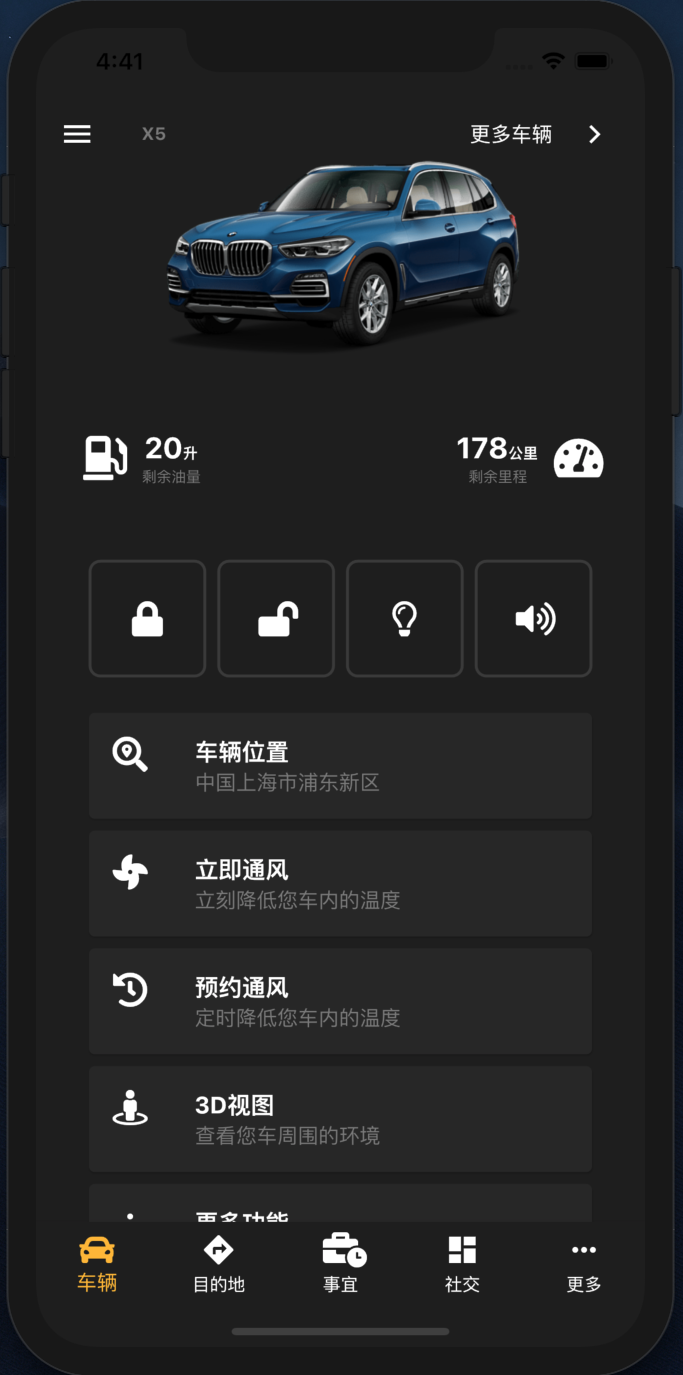 4:41
X5
更多车辆
20升
剩余油量
178公里
剩余里程
车辆位置
中国上海市浦东新区
立即通风
立刻降低您车内的温度
预约通风
定时降低您车内的温度
3D视图
查看您车周围的环境
更多功能
车辆
目的地
事宜
社交
更多